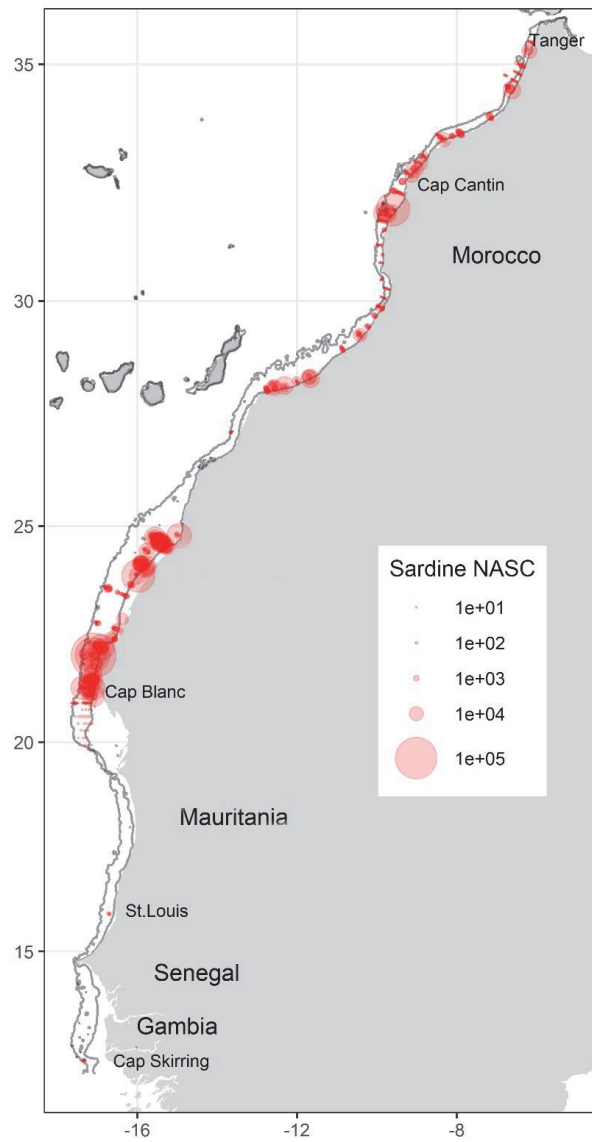 35
Tanger
Cap Cantin
Morocco
30
25
Sardine NASC
1e+01
1e+02
1e+03
1e+04
1e+05
Cap Blanc
20
Mauritania
St.Louis
15
Senegal
Gambia
Cap Skirring
-16
-12
-8